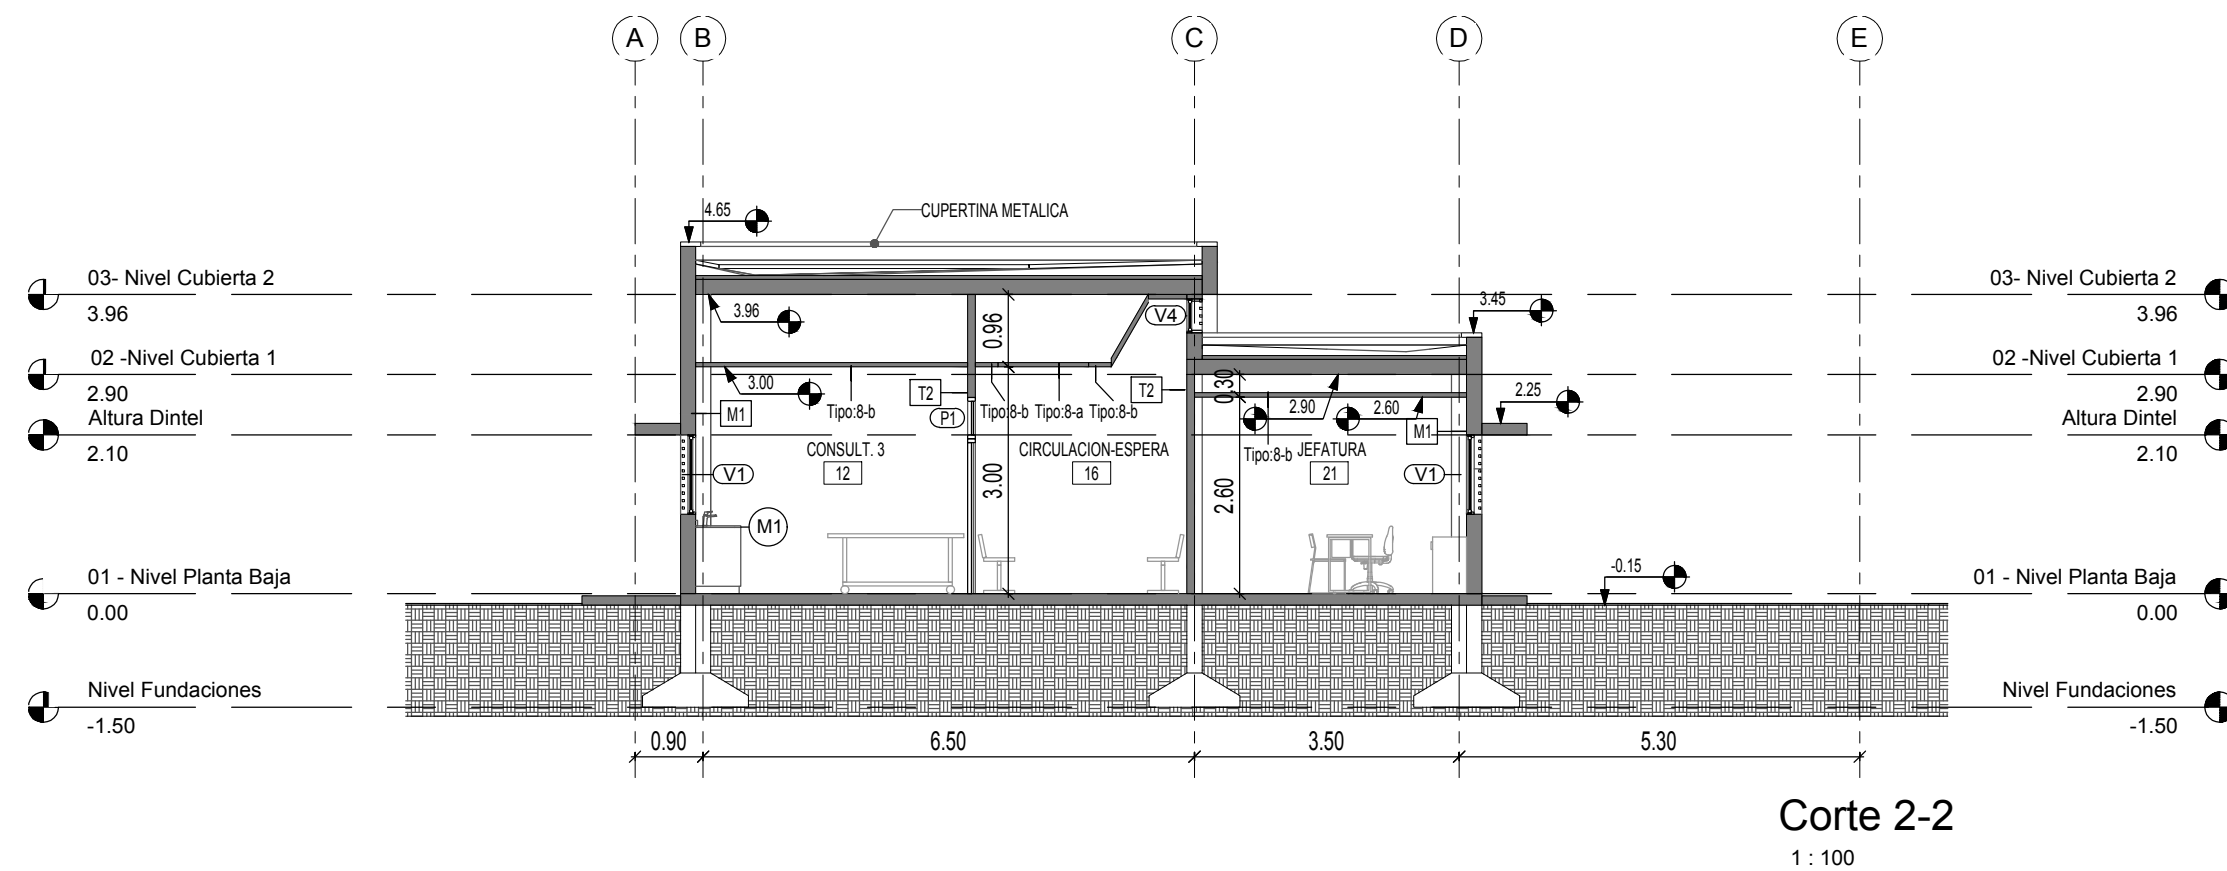 A B C D E
CUPERTINA METALICA
4.65
03- Nivel Cubierta 2
3.96
02 -Nivel Cubierta 1
2.90
Altura Dintel
2.10
01 - Nivel Planta Baja
0.00
Nivel Fundaciones
-1.50
3.96
0.96
V4
3.45
3.00
Tipo:8-b
T2
Tipo:8-b Tipo:8-a Tipo:8-b
T2
0.30
2.90
2.60
2.25
M1
P1
M1
CONSULT. 3
12
CIRCULACION-ESPERA
16
Tipo:8-b
JEFATURA
21
V1
3.00
2.60
V1
M1
-0.15
03- Nivel Cubierta 2
3.96
02 -Nivel Cubierta 1
2.90
Altura Dintel
2.10
01 - Nivel Planta Baja
0.00
Nivel Fundaciones
-1.50
0.90 6.50 3.50 5.30
Corte 2-2
1 : 100